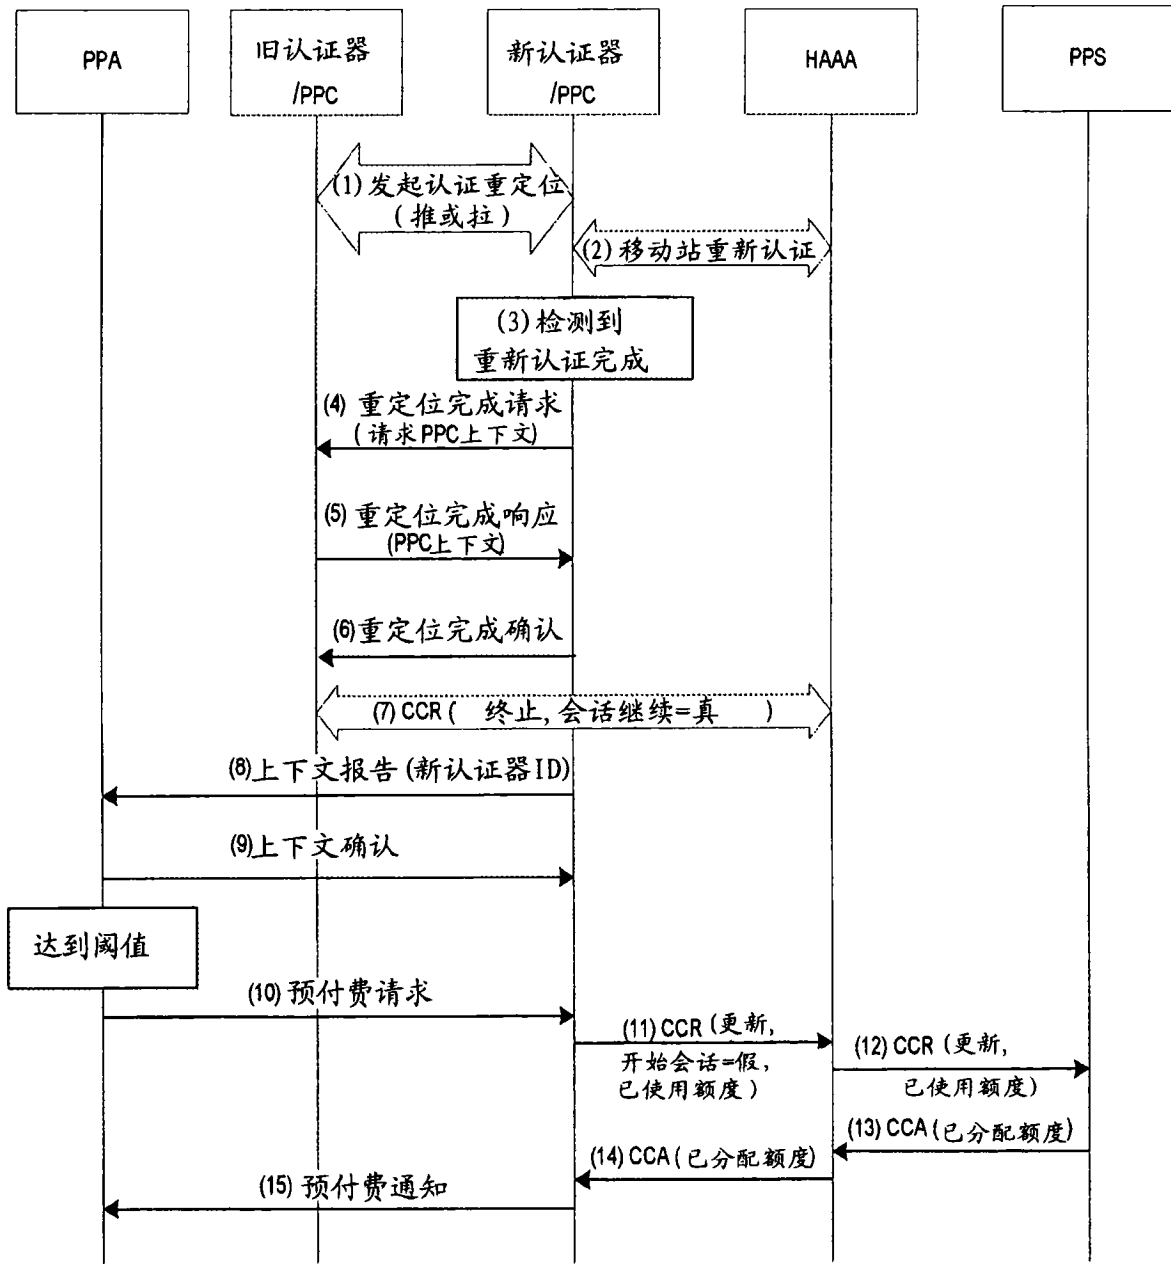 PPA
旧认证器
/PPC
新认证器
/PPC
HAAA
PPS
(1)发起认证重定位
(推或拉)
(2)移动站重新认证
(3)检测到
重新认证完成
(4) 重定位完成请求
(请求PPC上下文)
(5) 重定位完成响应
(PPC上下文)
(6)重定位完成确认
(7) CCR( 终止,会话继续=真 )
(8)上下文报告(新认证器ID)
(9)上下文确认
达到阈值
(10) 预付费请求
(11) CCR (更新,
开始会话=假,
已使用额度)
(12) CCR (更新,
已使用额度)
(13) CCA (已分配额度)
(14) CCA (已分配额度)
(15) 预付费通知